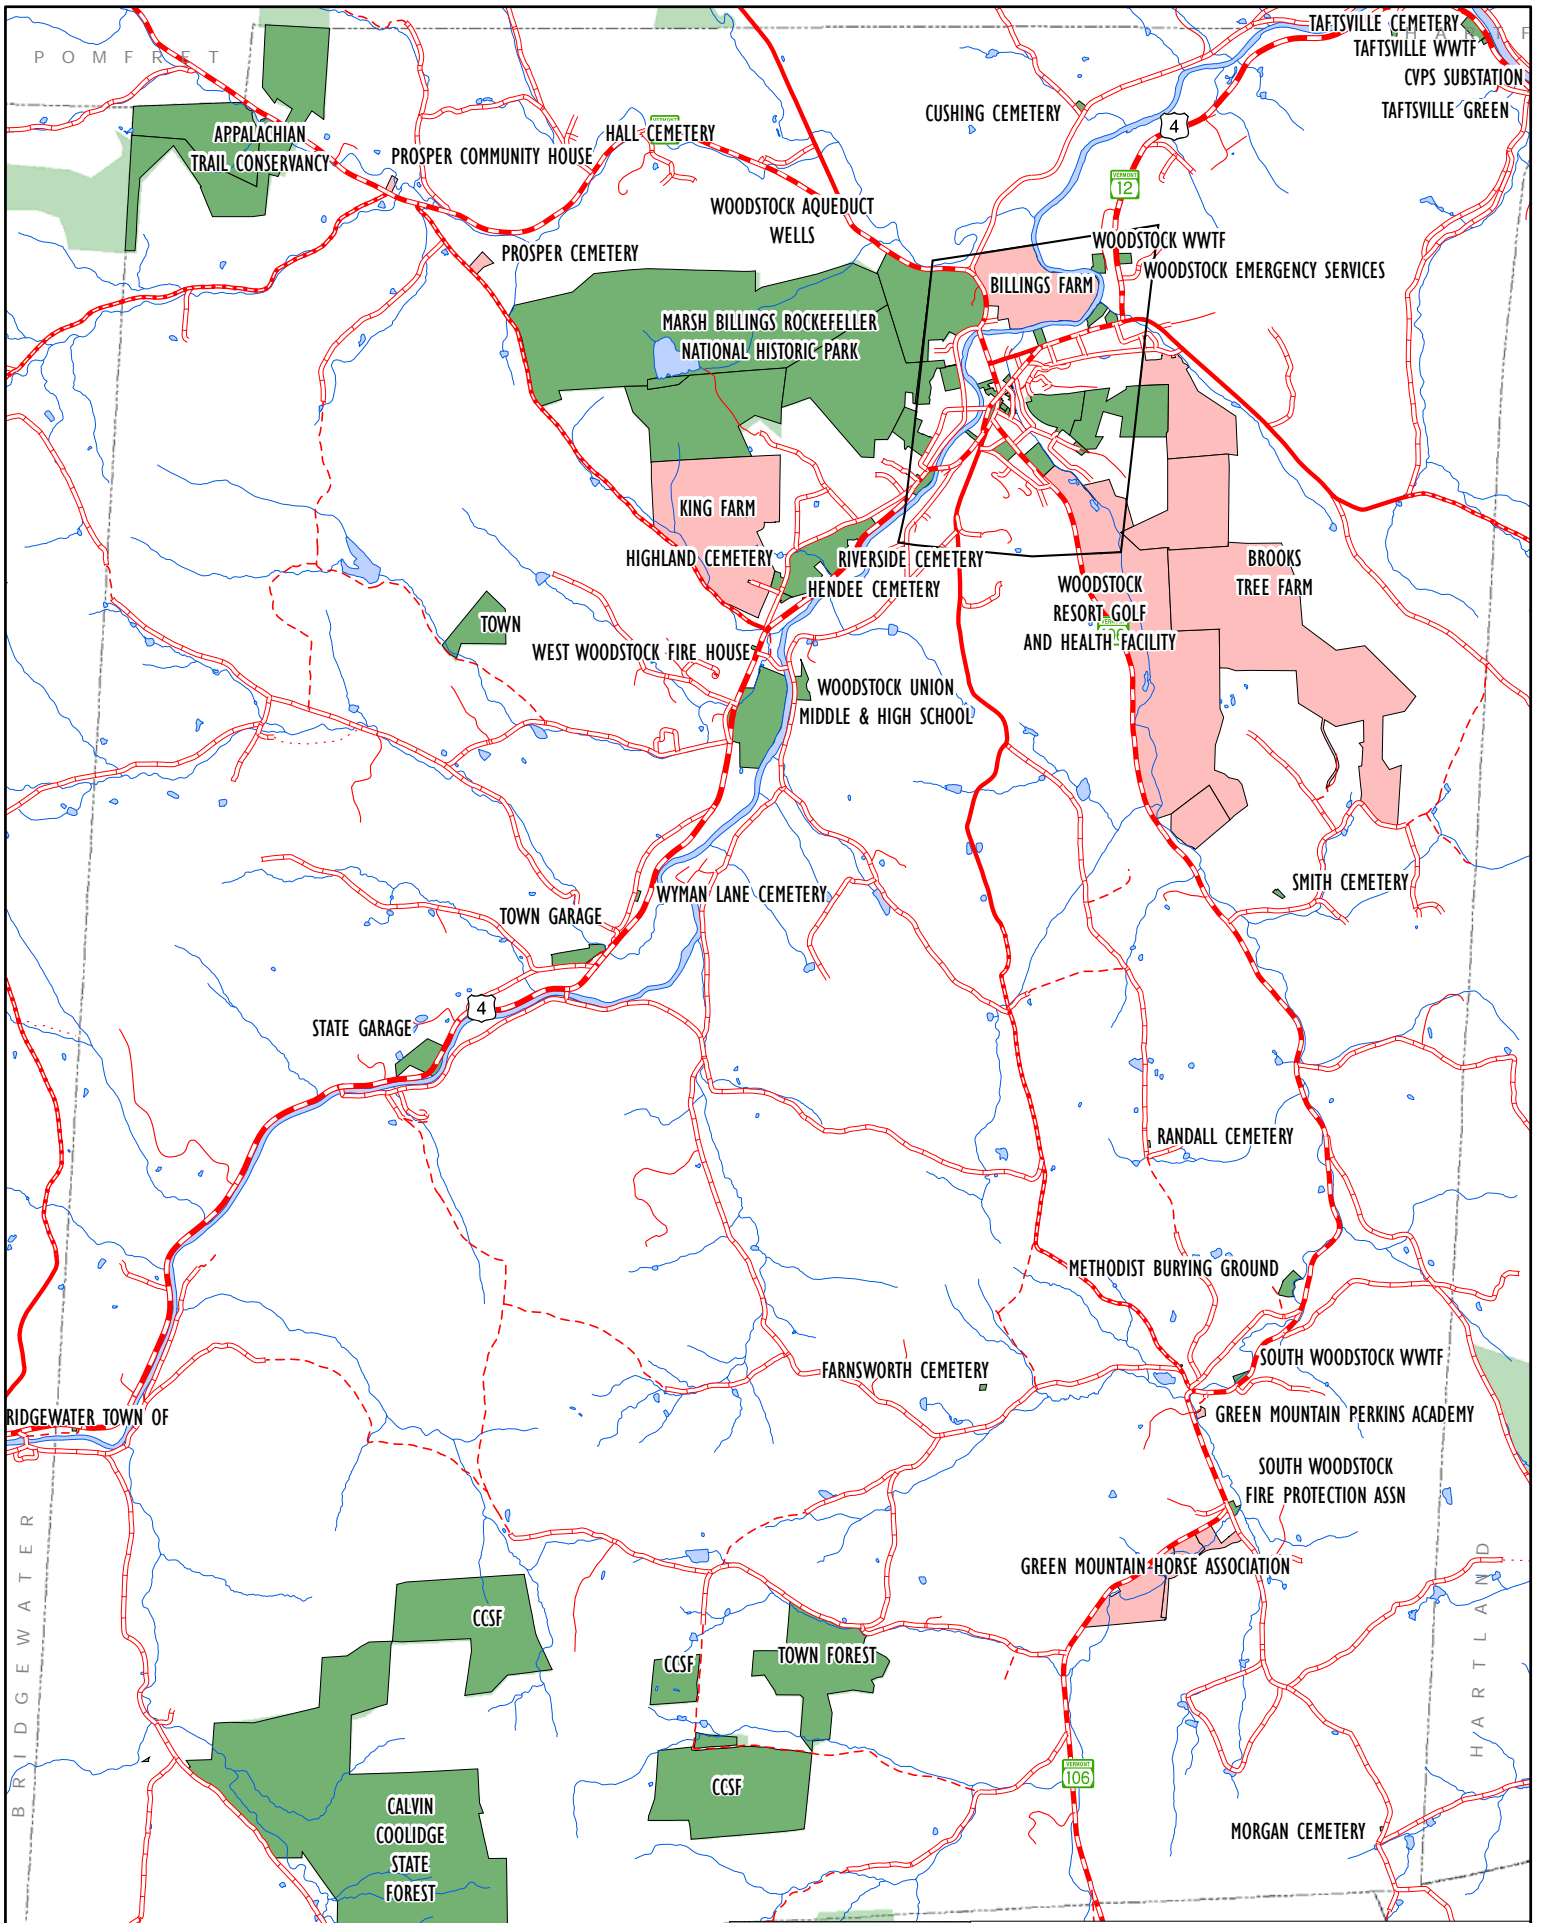 TAFTSVILLE CEMETERY
POMFRET
TAFTSVILLE WWTF
CVPS SUBSTATION
TAFTSVILLE GREEN
CUSHING CEMETERY
4
APPALACHIAN
TRAIL CONSERVANCY
HALL CEMETERY
VERMONT
PROSPER COMMUNITY HOUSE
VERMONT
12
WOODSTOCK AQUEDUCT
WELLS
PROSPER CEMETERY
WOODSTOCK WWTF
WOODSTOCK EMERGENCY SERVICES
BILLINGS FARM
MARSH BILLINGS ROCKEFELLER
NATIONAL HISTORIC PARK
KING FARM
HIGHLAND CEMETERY
RIVERSIDE CEMETERY
HENDEE CEMETERY
BROOKS
TREE FARM
WOODSTOCK
RESORT GOLF
AND HEALTH FACILITY
TOWN
WEST WOODSTOCK FIRE HOUSE
WOODSTOCK UNION
MIDDLE & HIGH SCHOOL
SMITH CEMETERY
WYMAN LANE CEMETERY
TOWN GARAGE
4
STATE GARAGE
RANDALL CEMETERY
METHODIST BURYING GROUND
SOUTH WOODSTOCK WWTF
FARNSWORTH CEMETERY
GREEN MOUNTAIN PERKINS ACADEMY
RIDGEWATER TOWN OF
SOUTH WOODSTOCK
FIRE PROTECTION ASSN
GREEN MOUNTAIN HORSE ASSOCIATION
BRIDGEWATER
HARTLAND
CCSF
CCSF
TOWN FOREST
CCSF
VERMONT
106
CALVIN
COOLIDGE
STATE
FOREST
MORGAN CEMETERY